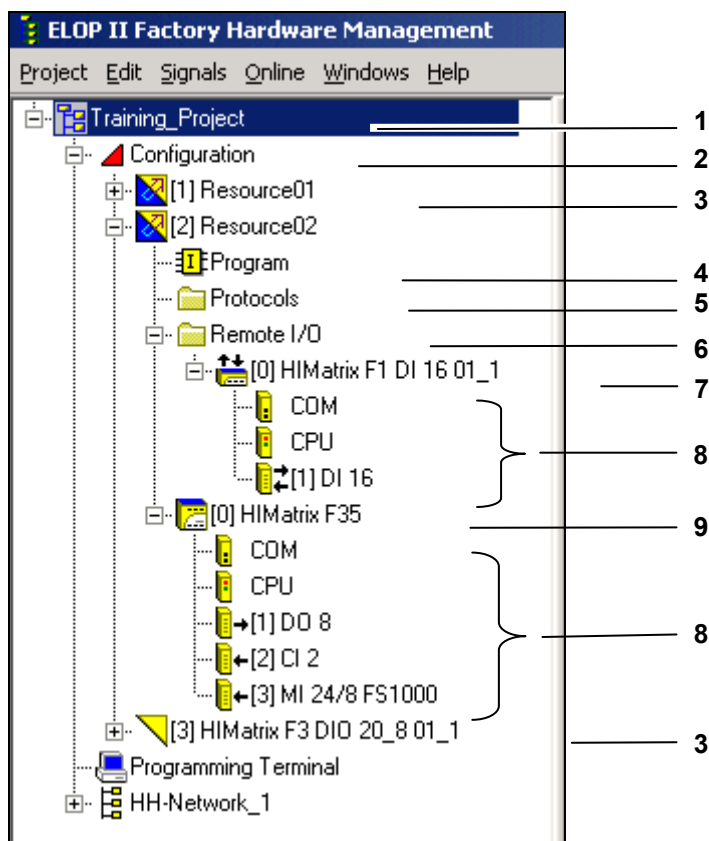 ELOP II Factory Hardware Management
Project Edit Signals Online Windows Help
Training_Project 1
Configuration 2
[1] Resource01 3
[2] Resource02
Program 4
Protocols 5
Remote I/O 6
[0] HIMatrix F1 DI 16 01_1 7
COM
CPU 8
[1] DI 16
[0] HIMatrix F35 9
COM
CPU
[1] DO 8 8
[2] CI 2
[3] MI 24/8 FS1000
[3] HIMatrix F3 DIO 20_8 01_1 3
Programming Terminal
HH-Network_1